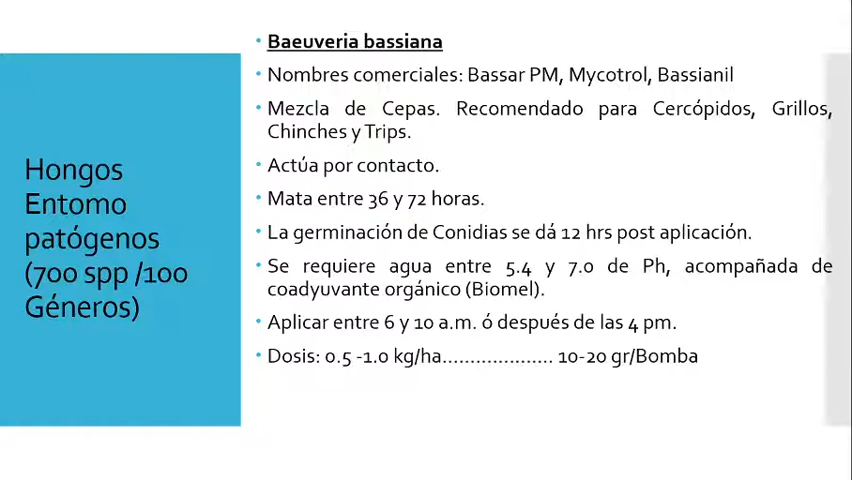 Hongos
Entomo
patógenos
(700 spp /100
Géneros)
• Baeuveria bassiana
• Nombres comerciales: Bassar PM, Mycotrol, Bassianil
• Mezcla de Cepas. Recomendado para Cercópidos, Grillos,
Chinches y Trips.
• Actúa por contacto.
• Mata entre 36 y 72 horas.
• La germinación de Conidias se dá 12 hrs post aplicación.
• Se requiere agua entre 5.4 y 7.0 de Ph, acompañada de
coadyuvante orgánico (Biomel).
• Aplicar entre 6 y 10 a.m. ó después de las 4 pm.
• Dosis: 0.5 -1.0 kg/ha.................... 10-20 gr/Bomba